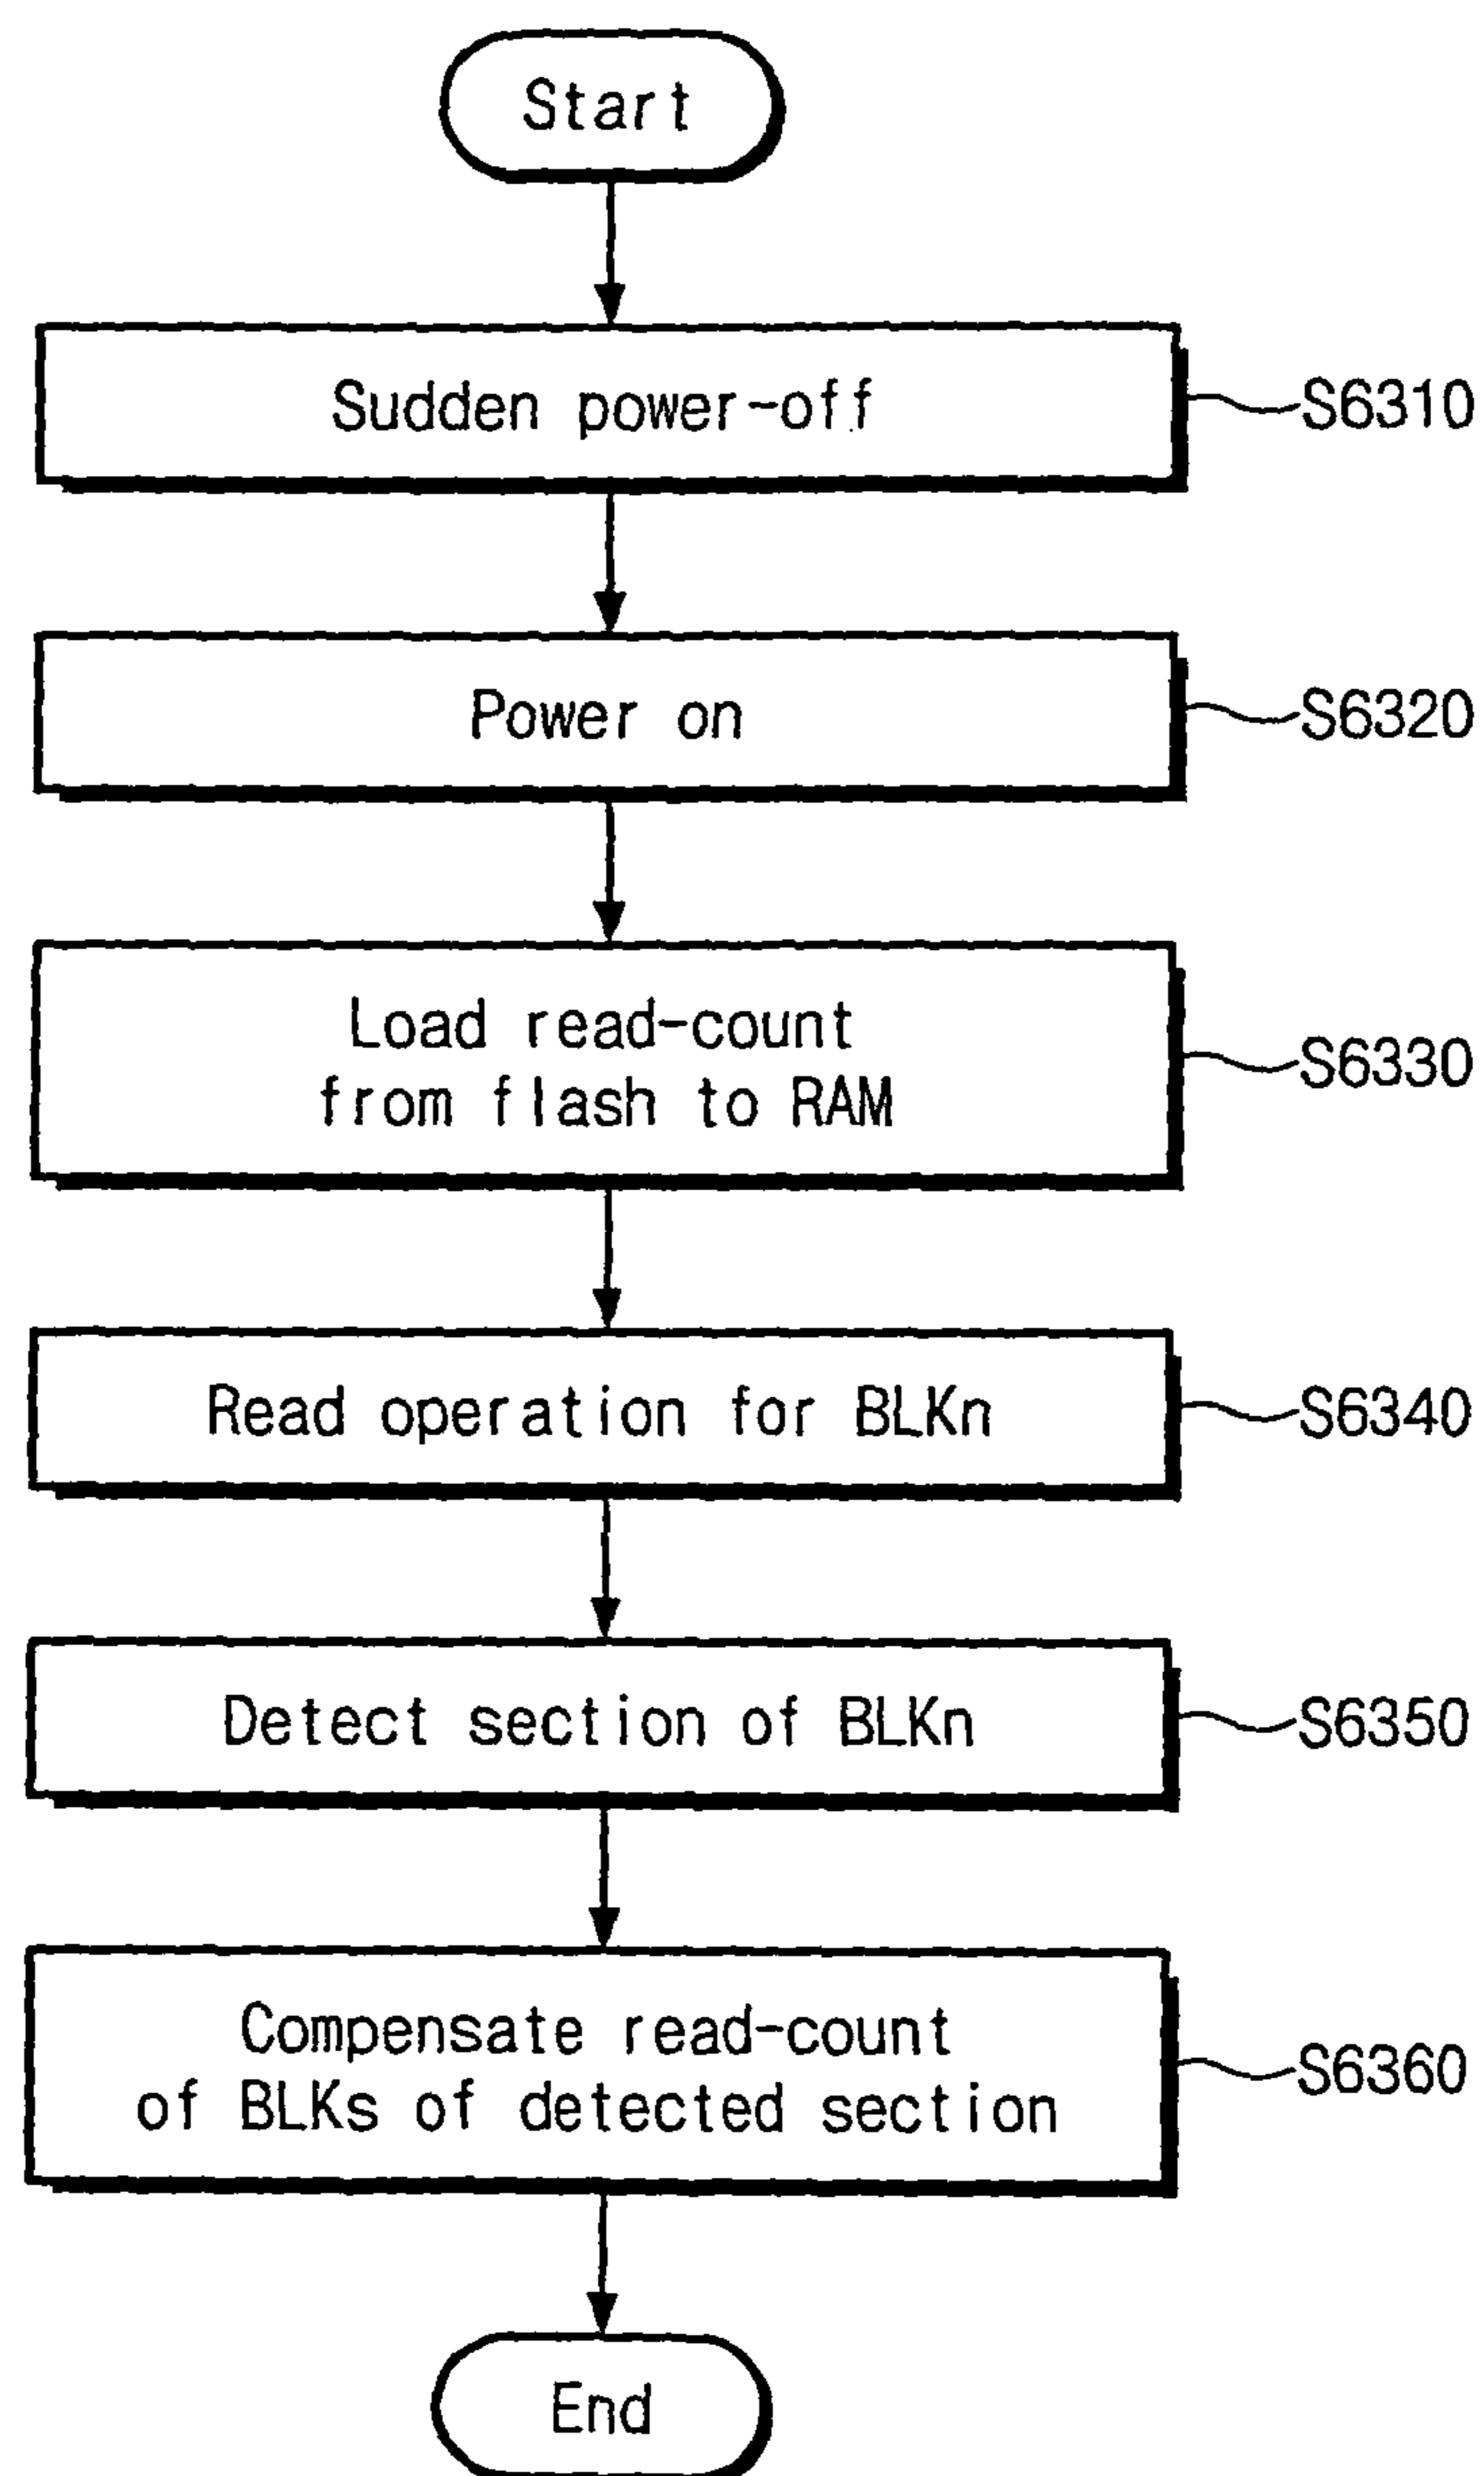 Start
Sudden power-off
S6310
Power on
S6320
Load read-count
from flash to RAM
S6330
Read operation for BLKn
S6340
Detect section of BLKn
S6350
Compensate read-count
of BLKs of detected section
S6360
End